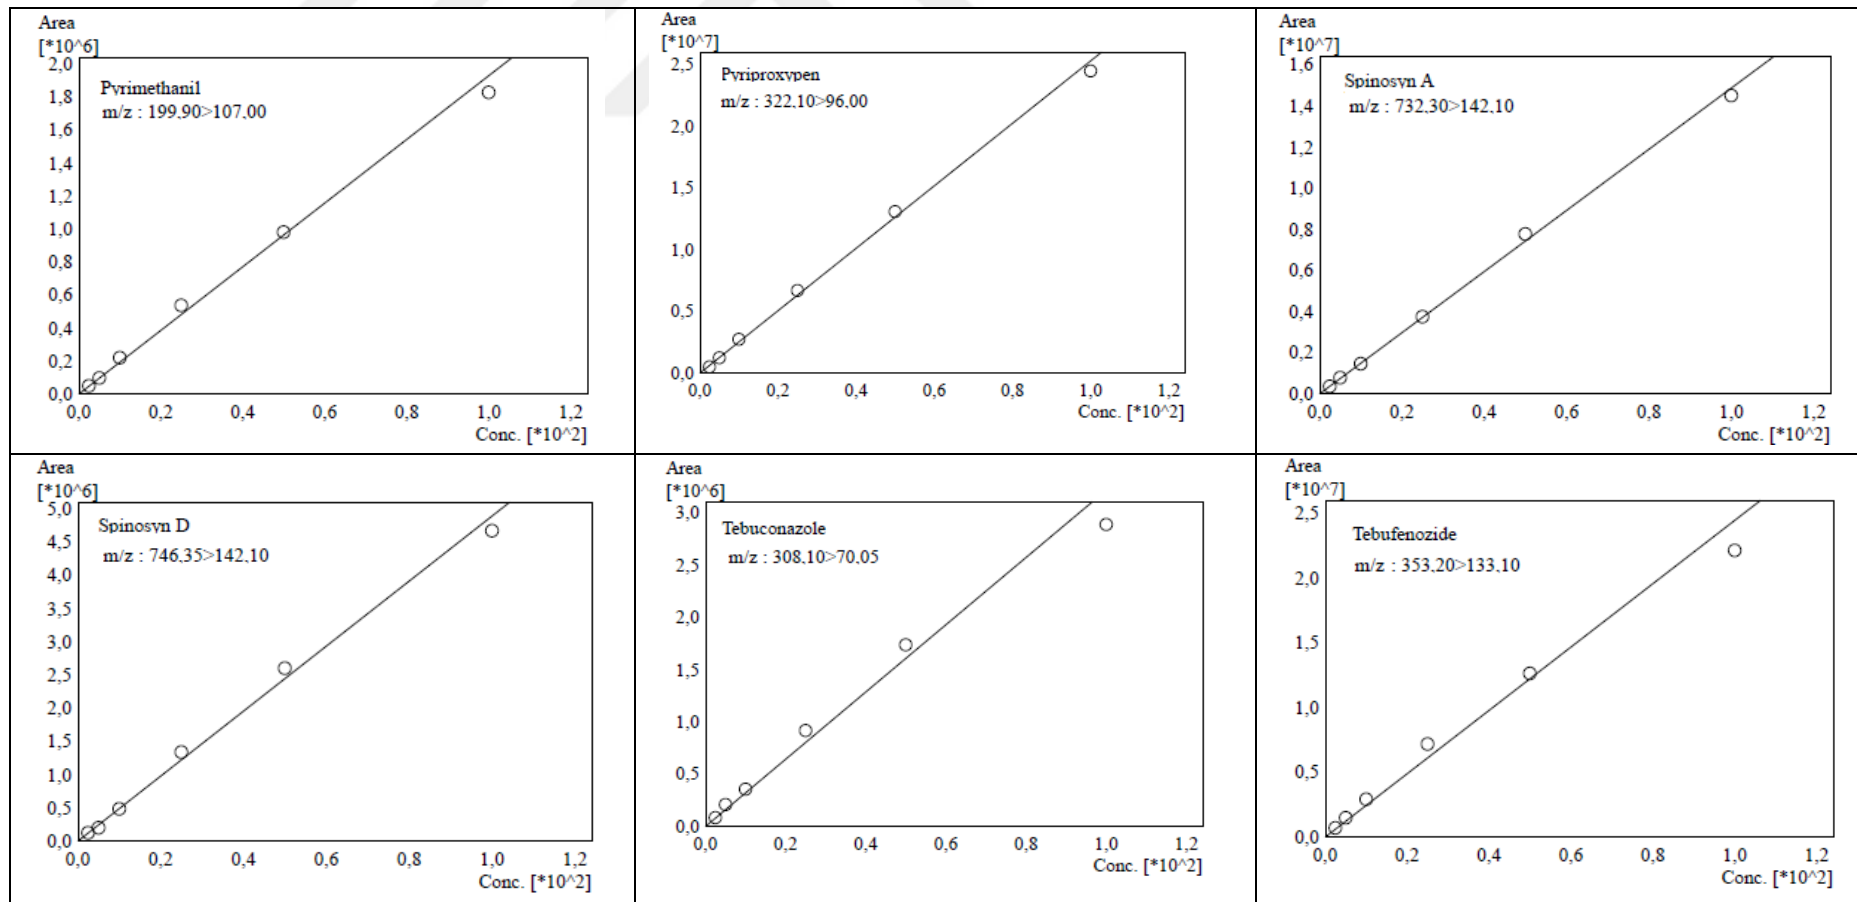 Area
[*10^6]
2,0
Pyrimethanil
1,8
m/z : 199,90>107,00
1,6
1,4
1,2
1,0
0,8
0,6
0,4
0,2
0,0
0,0 0,2 0,4 0,6 0,8 1,0 1,2
Conc. [*10^2]
Area
[*10^7]
2,5
Pyriproxypen
m/z : 322,10>96,00
2,0
1,5
1,0
0,5
0,0
0,0 0,2 0,4 0,6 0,8 1,0 1,2
Conc. [*10^2]
Area
[*10^7]
1,6
Spinosyn A
1,4
m/z : 732,30>142,10
1,2
1,0
0,8
0,6
0,4
0,2
0,0
0,0 0,2 0,4 0,6 0,8 1,0 1,2
Conc. [*10^2]
Area
[*10^6]
5,0
Spinosyn D
4,5
m/z : 746,35>142,10
4,0
3,5
3,0
2,5
2,0
1,5
1,0
0,5
0,0
0,0 0,2 0,4 0,6 0,8 1,0 1,2
Conc. [*10^2]
Area
[*10^6]
3,0
Tebuconazole
m/z : 308,10>70,05
2,5
2,0
1,5
1,0
0,5
0,0
0,0 0,2 0,4 0,6 0,8 1,0 1,2
Conc. [*10^2]
Area
[*10^7]
2,5
Tebufenozide
m/z : 353,20>133,10
2,0
1,5
1,0
0,5
0,0
0,0 0,2 0,4 0,6 0,8 1,0 1,2
Conc. [*10^2]